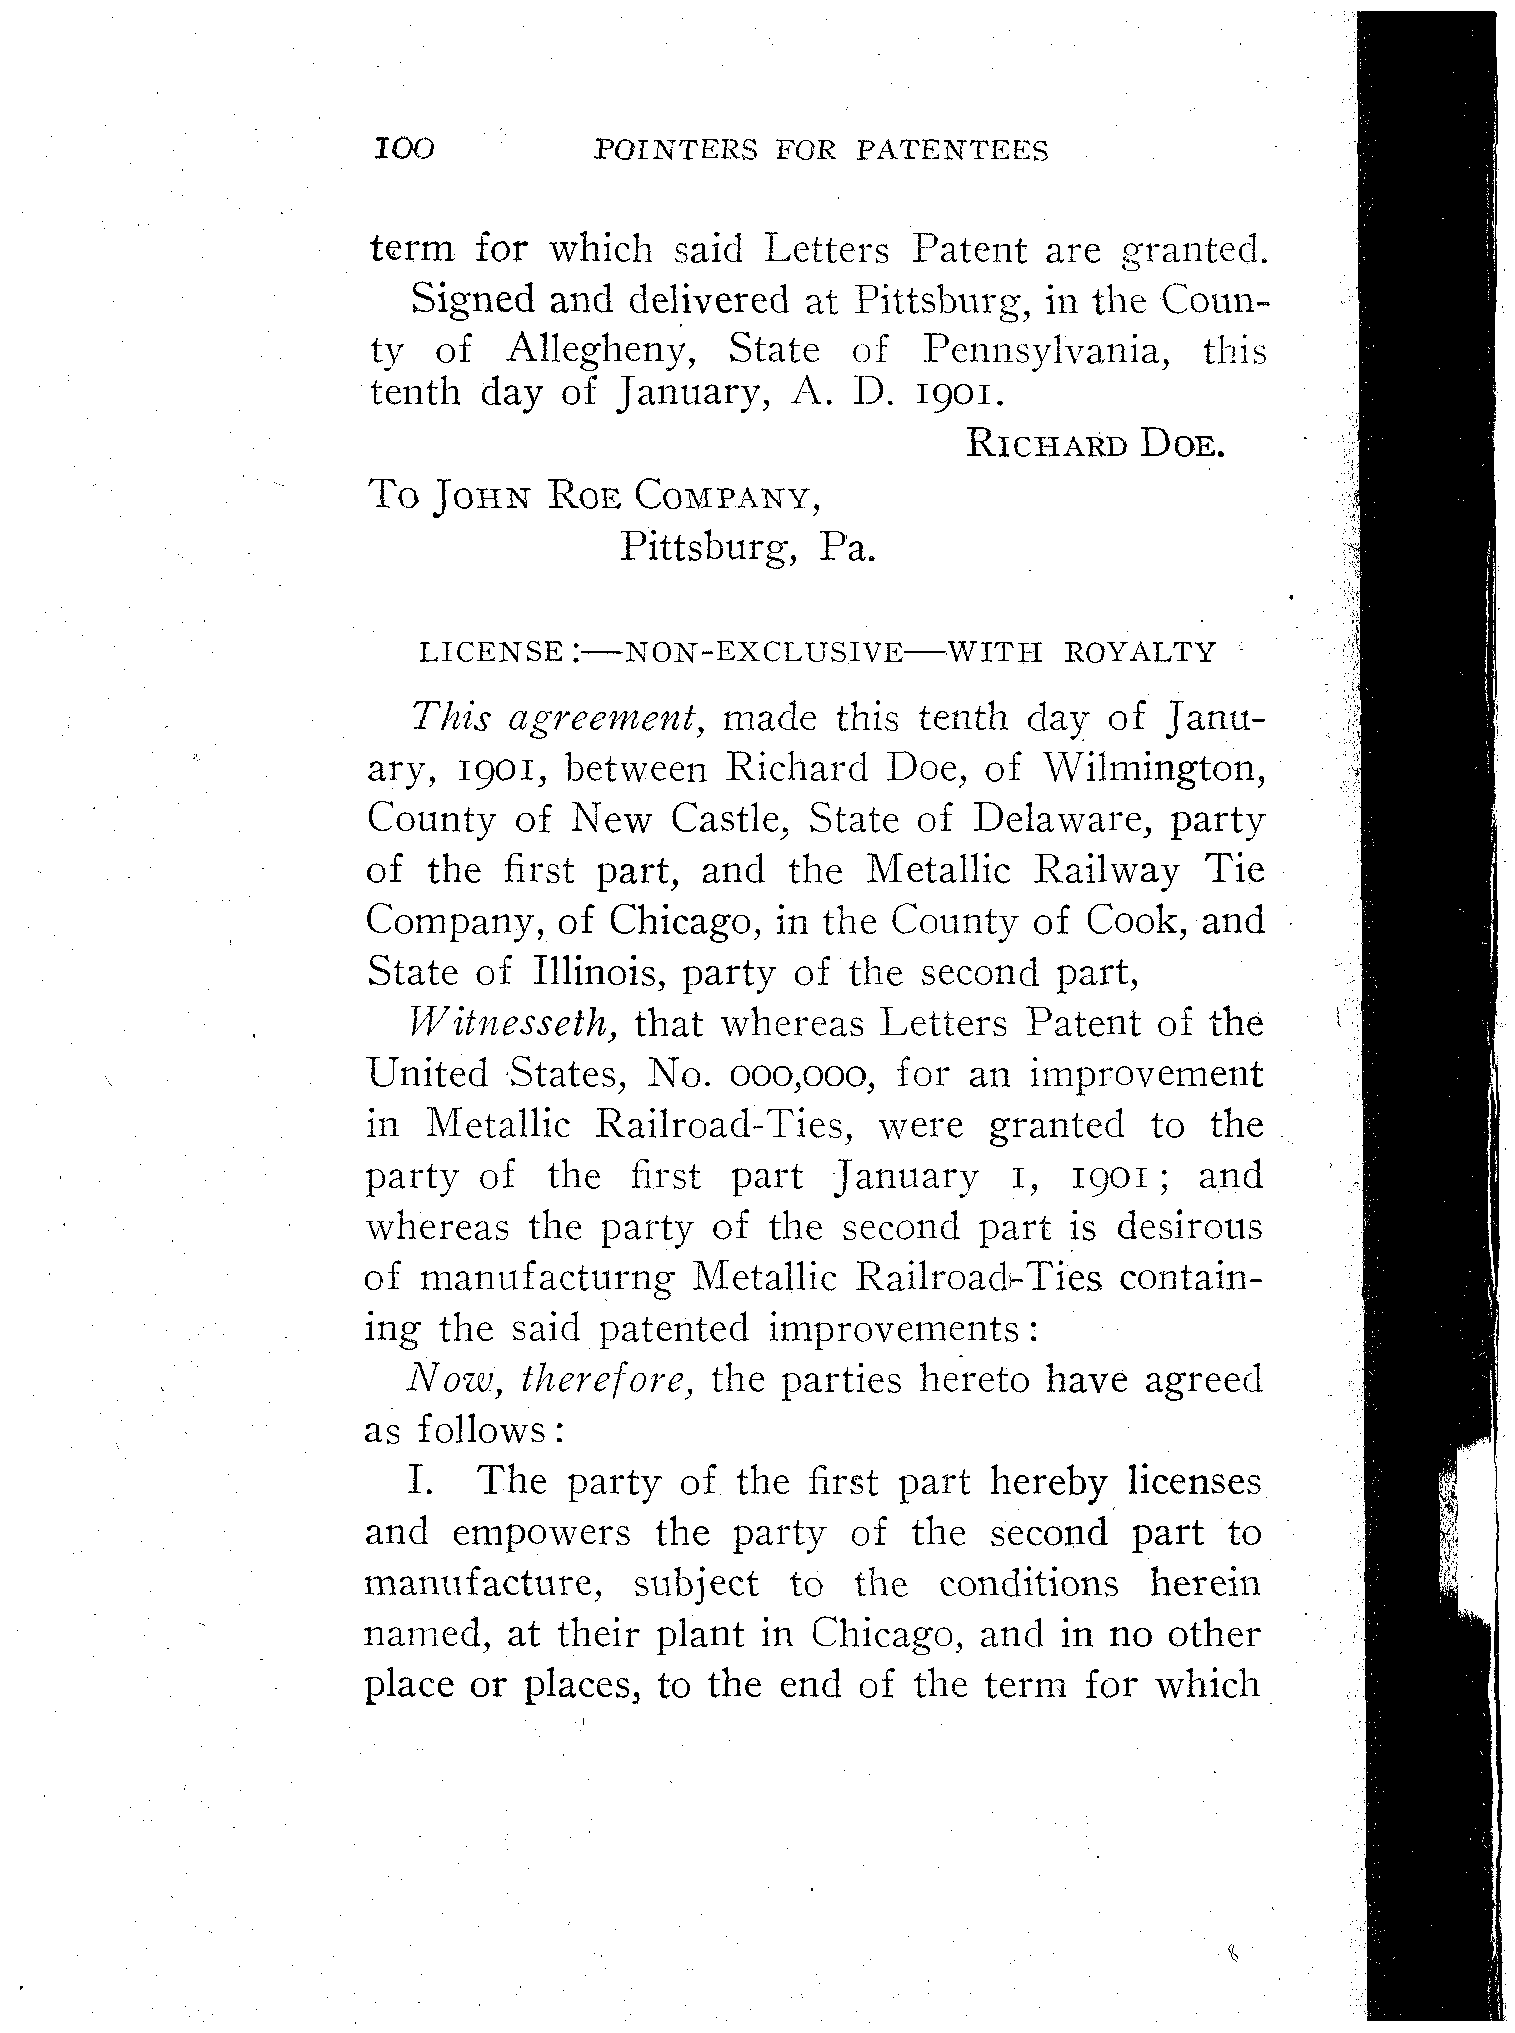 100 POINTERS FOR PATENTEES
term for which said Letters Patent are granted.
Signed and delivered at Pittsburg, in the Coun-
ty of Allegheny, State of Pennsylvania, this
tenth day of January, A. D. 1901.
RICHARD DOE.
To JOHN ROE COMPANY,
Pittsburg, Pa.
LICENSE:—NON-EXCLUSIVE—WITH ROYALTY
This agreement, made this tenth day of Janu-
ary, 1901, between Richard Doe, of Wilmington,
County of New Castle, State of Delaware, party
of the first part, and the Metallic Railway Tie
Company, of Chicago, in the County of Cook, and
State of Illinois, party of the second part,
Witnesseth, that whereas Letters Patent of the
United States, No. 000,000, for an improvement
in Metallic Railroad-Ties, were granted to the
party of the first part January 1, 1901; and
whereas the party of the second part is desirous
of manufacturng Metallic Railroad-Ties contain-
ing the said patented improvements:
Now, therefore, the parties hereto have agreed
as follows:
I. The party of the first part hereby licenses
and empowers the party of the second part to
manufacture, subject to the conditions herein
named, at their plant in Chicago, and in no other
place or places, to the end of the term for which